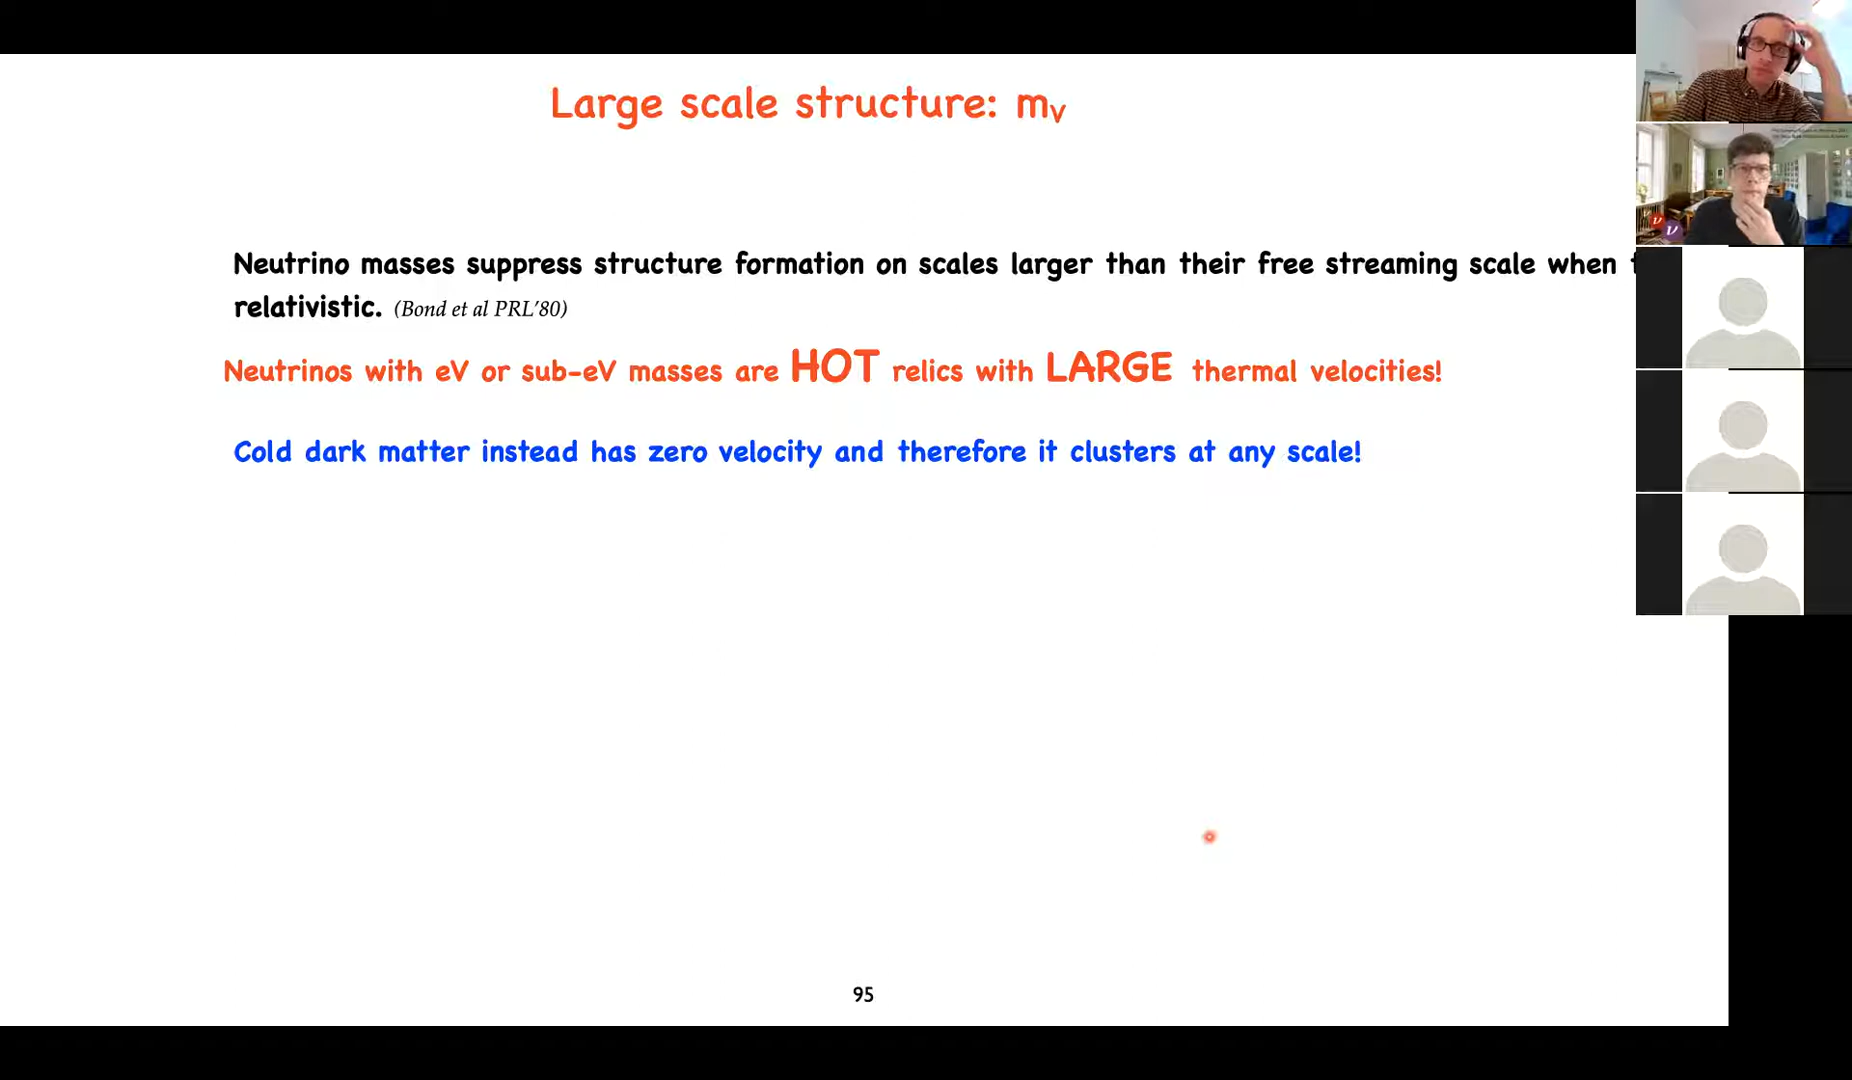 Large scale structure: mν
Neutrino masses suppress structure formation on scales larger than their free streaming scale when
relativistic. (Bond et al PRL'80)
Neutrinos with eV or sub-eV masses are HOT relics with LARGE thermal velocities!
Cold dark matter instead has zero velocity and therefore it clusters at any scale!
95
ν
ν